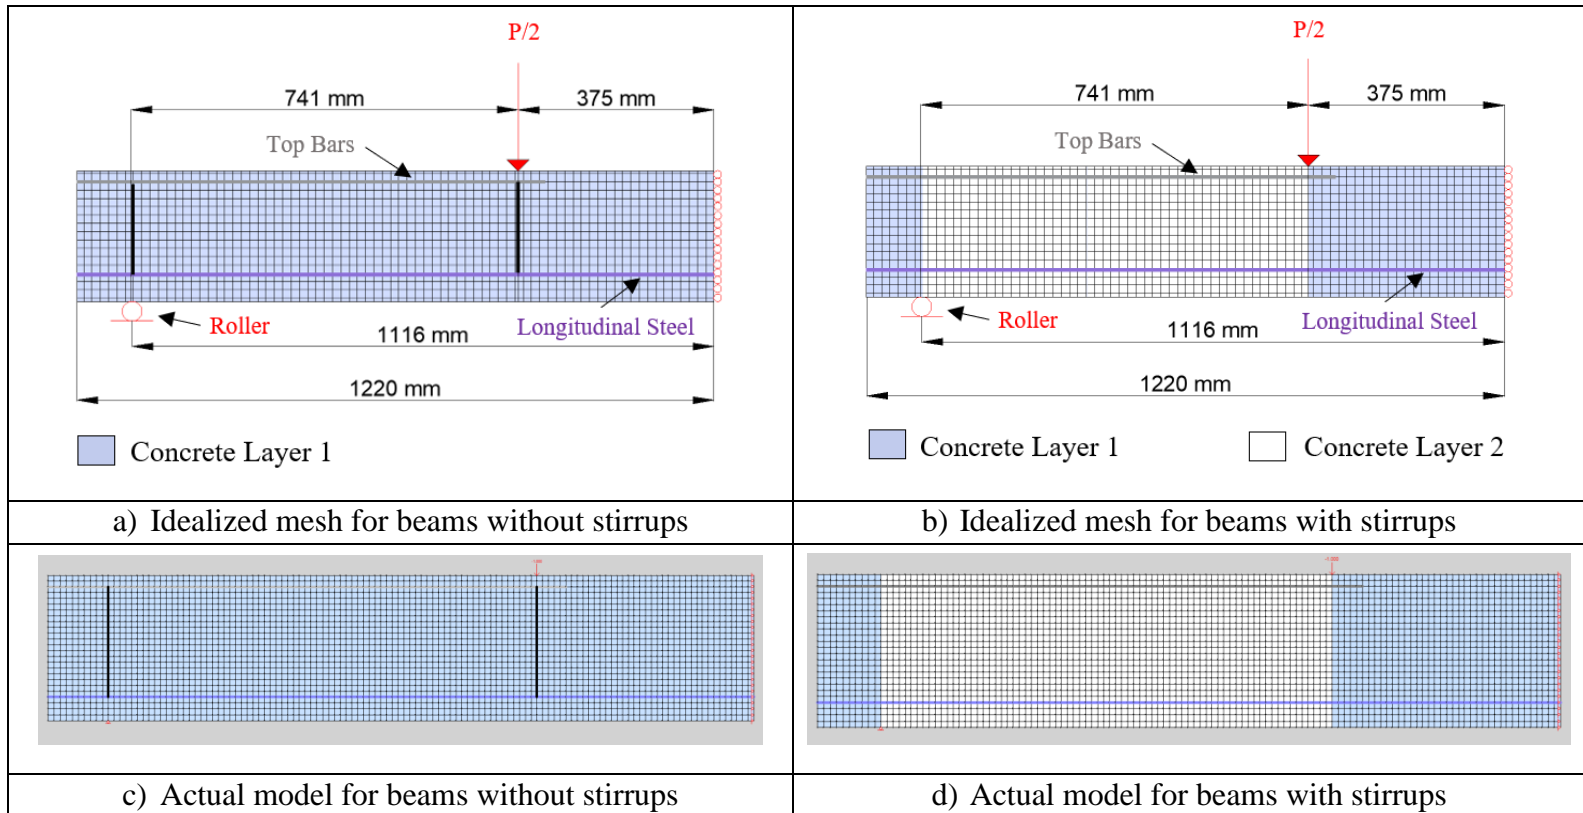 P/2
741 mm
375 mm
Top Bars
Roller
Longitudinal Steel
1116 mm
1220 mm
Concrete Layer 1
P/2
741 mm
375 mm
Top Bars
Roller
Longitudinal Steel
1116 mm
1220 mm
Concrete Layer 1
Concrete Layer 2
a) Idealized mesh for beams without stirrups
b) Idealized mesh for beams with stirrups
c) Actual model for beams without stirrups
d) Actual model for beams with stirrups